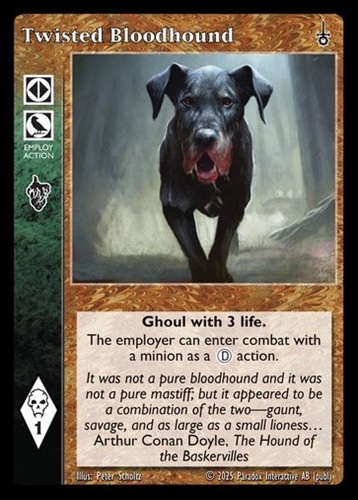 Twisted Bloodhound
EMPLOY
ACTION
Ghoul with 3 life.
The employer can enter combat with
a minion as a Ⓓ action.
It was not a pure bloodhound and it was
not a pure mastiff; but it appeared to be
a combination of the two—gaunt,
savage, and as large as a small lioness…
Arthur Conan Doyle, The Hound of
the Baskervilles
1
Illus: Peter Scholtz
© 2025 Paradox Interactive AB (publ)